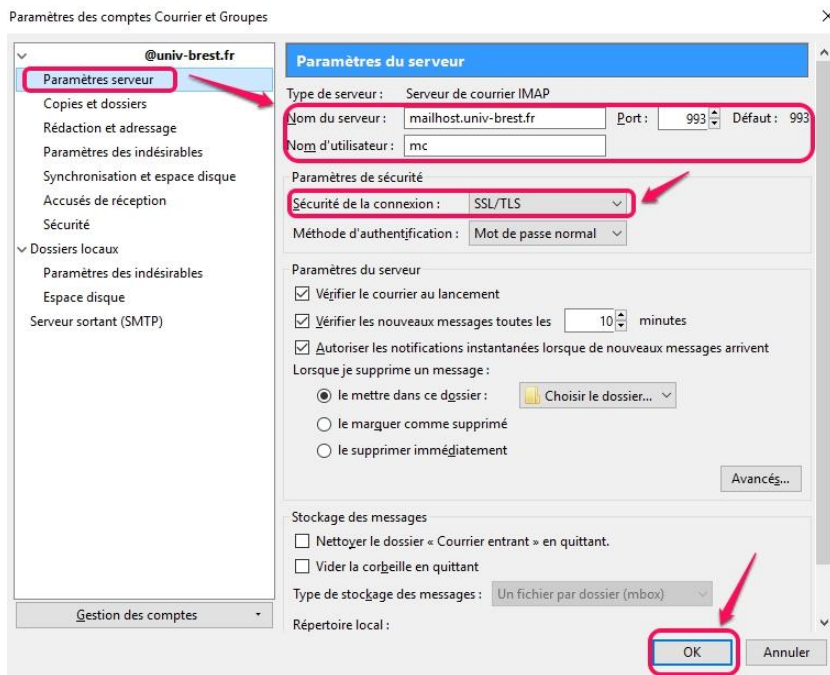 Paramètres des comptes Courrier et Groupes
@univ-brest.fr
Paramètres serveur
Copies et dossiers
Rédaction et adressage
Paramètres des indésirables
Synchronisation et espace disque
Accusés de réception
Sécurité
Dossiers locaux
Paramètres des indésirables
Espace disque
Serveur sortant (SMTP)
Gestion des comptes
Paramètres du serveur
Type de serveur : Serveur de courrier IMAP
Nom du serveur : mailhost.univ-brest.fr Port : 993 Défaut : 993
Nom d'utilisateur : mc
Paramètres de sécurité
Sécurité de la connexion : SSL/TLS
Méthode d'authentification : Mot de passe normal
Paramètres du serveur
Vérifier le courrier au lancement
Vérifier les nouveaux messages toutes les 10 minutes
Autoriser les notifications instantanées lorsque de nouveaux messages arrivent
Lorsque je supprime un message :
le mettre dans ce dossier : Choisir le dossier...
le marquer comme supprimé
le supprimer immédiatement
Avancés...
Stockage des messages
Nettoyer le dossier « Courrier entrant » en quittant.
Vider la corbeille en quittant
Type de stockage des messages : Un fichier par dossier (mbox)
Répertoire local :
OK Annuler